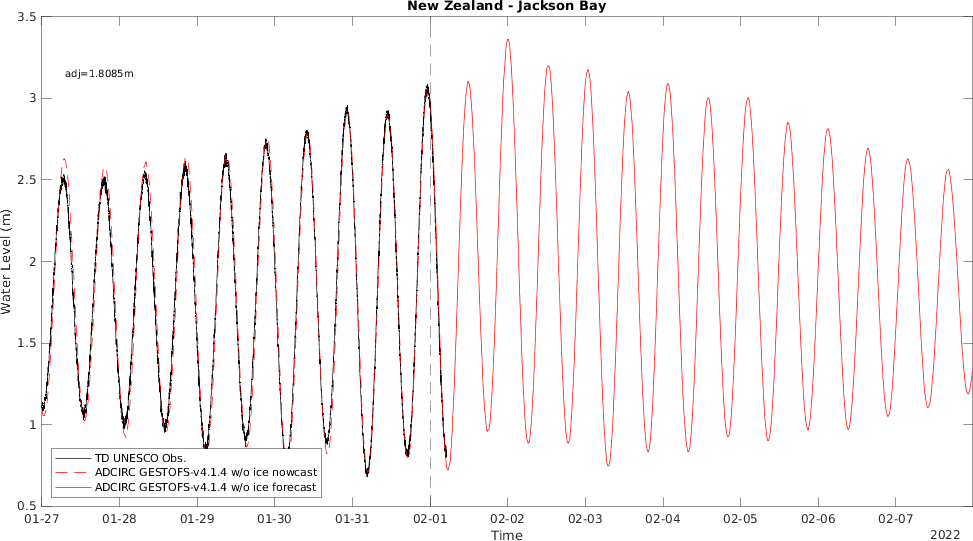 New Zealand - Jackson Bay
3.5
3
2.5
2
1.5
1
0.5
Water Level (m)
adj=1.8085m
TD UNESCO Obs.
ADCIRC GESTOFS-v4.1.4 w/o ice nowcast
ADCIRC GESTOFS-v4.1.4 w/o ice forecast
01-27 01-28 01-29 01-30 01-31 02-01 02-02 02-03 02-04 02-05 02-06 02-07
Time
2022